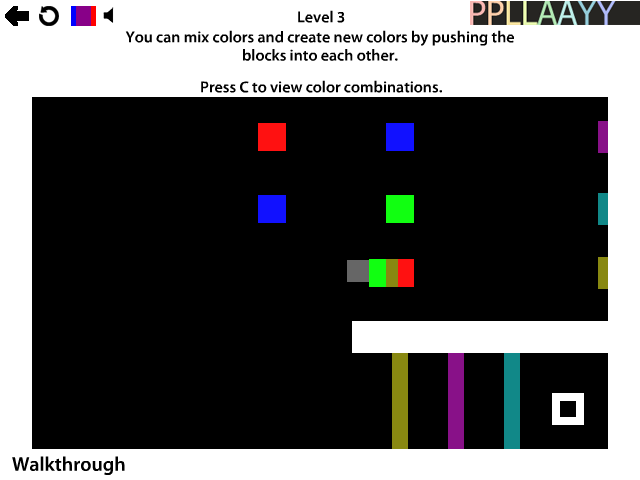 Level 3
PPLLAAYY
You can mix colors and create new colors by pushing the
blocks into each other.
Press C to view color combinations.
Walkthrough